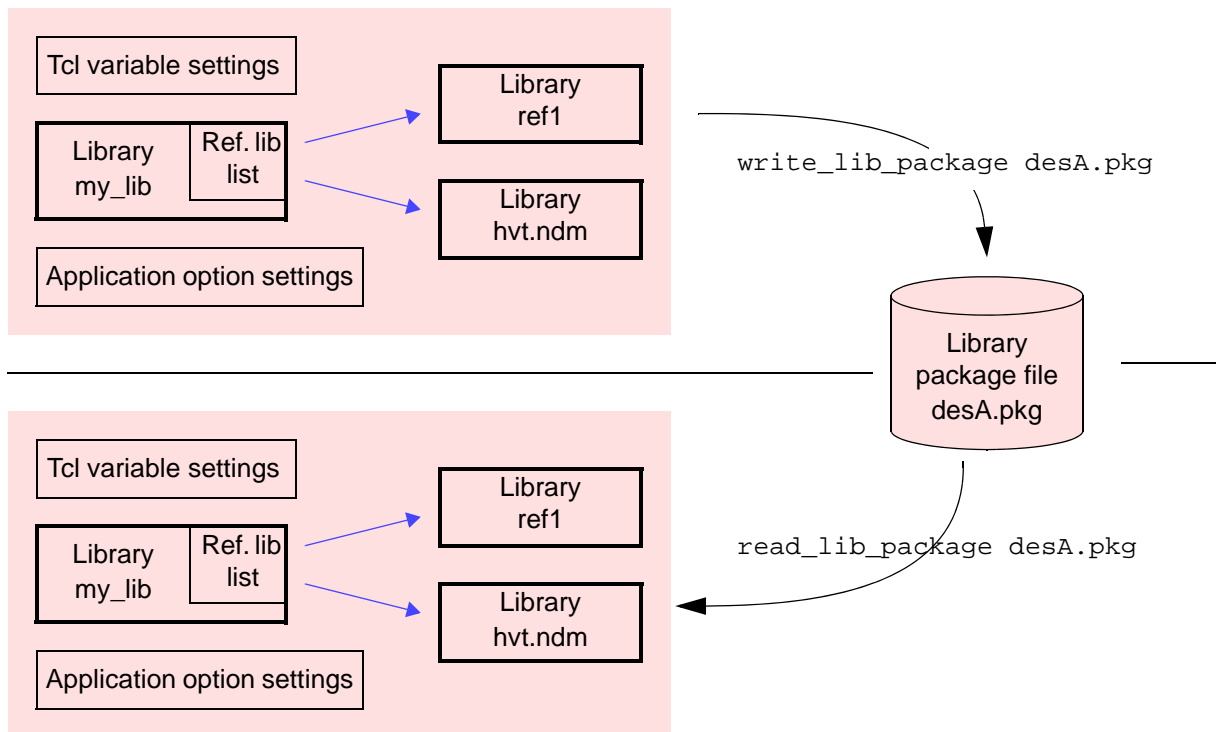 Tcl variable settings
Library
my_lib
Ref. lib
list
Library
ref1
Library
hvt.ndm
Application option settings
write_lib_package desA.pkg
Library
package file
desA.pkg
Tcl variable settings
Library
my_lib
Ref. lib
list
Library
ref1
Library
hvt.ndm
Application option settings
read_lib_package desA.pkg